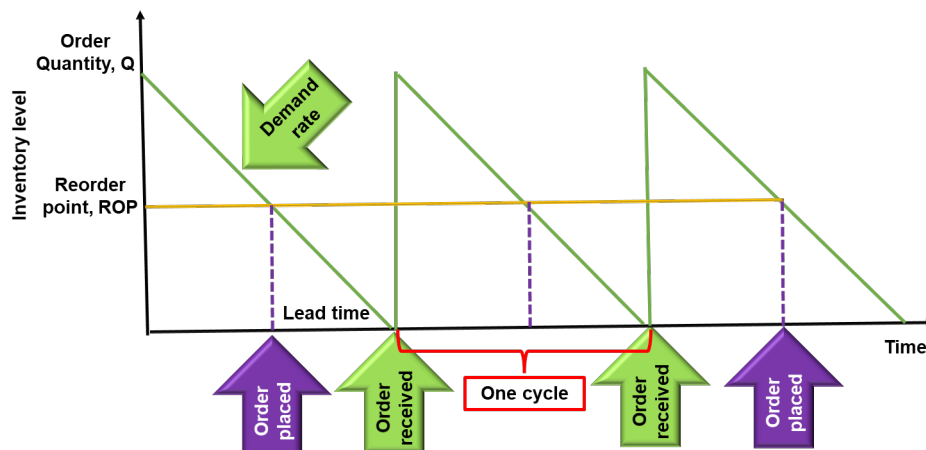 Order
Quantity, Q
Inventory level
Demand
rate
Reorder
point, ROP
Lead time
Time
One cycle
Order
placed
Order
received
Order
received
Order
placed